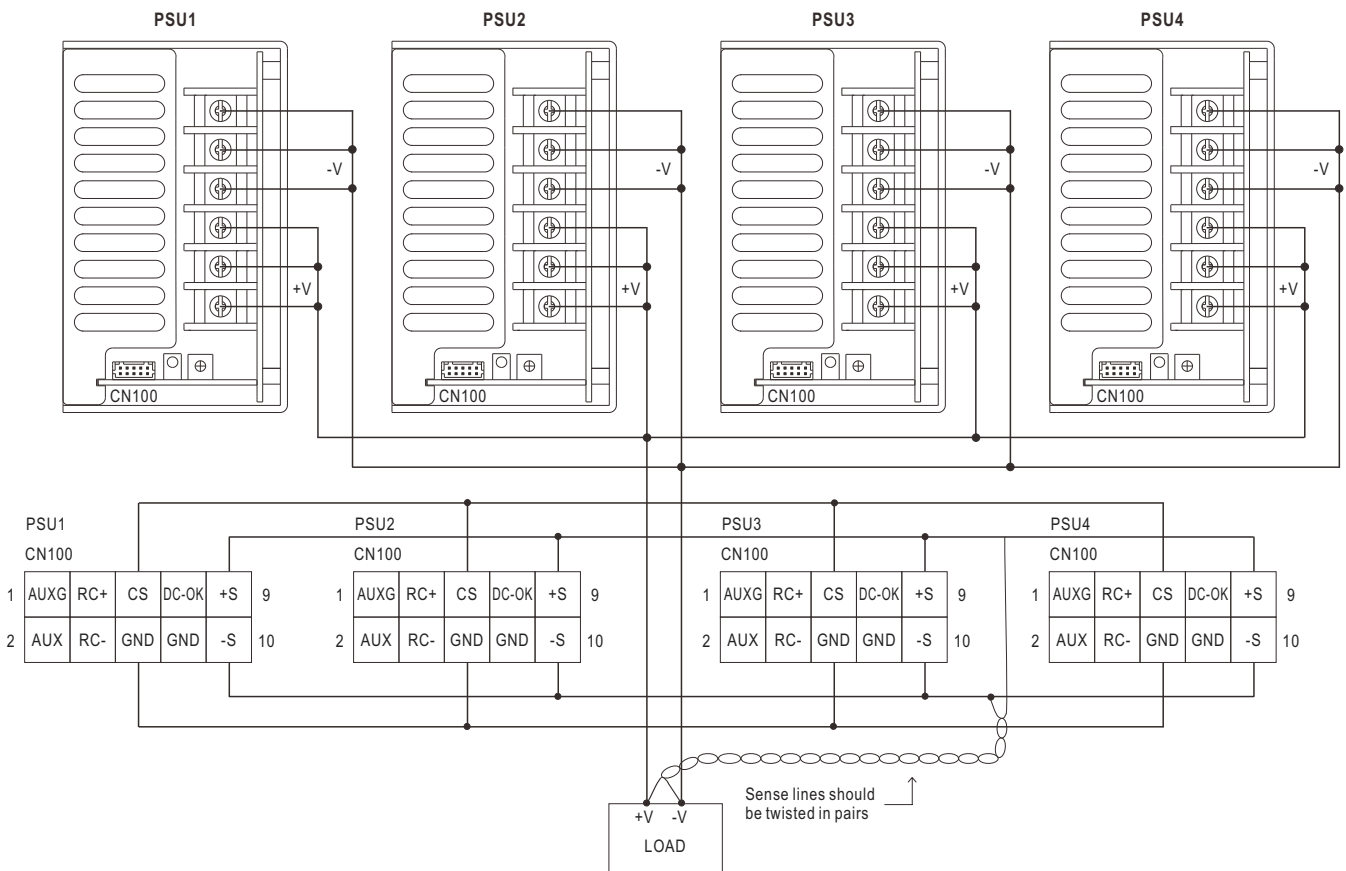 PSU1 PSU2 PSU3 PSU4
-V -V -V -V
+V +V +V +V
CN100 CN100 CN100 CN100
PSU1 PSU2 PSU3 PSU4
CN100 CN100 CN100 CN100
1 AUXG RC+ CS DC-OK +S 9 1 AUXG RC+ CS DC-OK +S 9 1 AUXG RC+ CS DC-OK +S 9 1 AUXG RC+ CS DC-OK +S 9
2 AUX RC- GND GND -S 10 2 AUX RC- GND GND -S 10 2 AUX RC- GND GND -S 10 2 AUX RC- GND GND -S 10
Sense lines should
be twisted in pairs
+V -V
LOAD